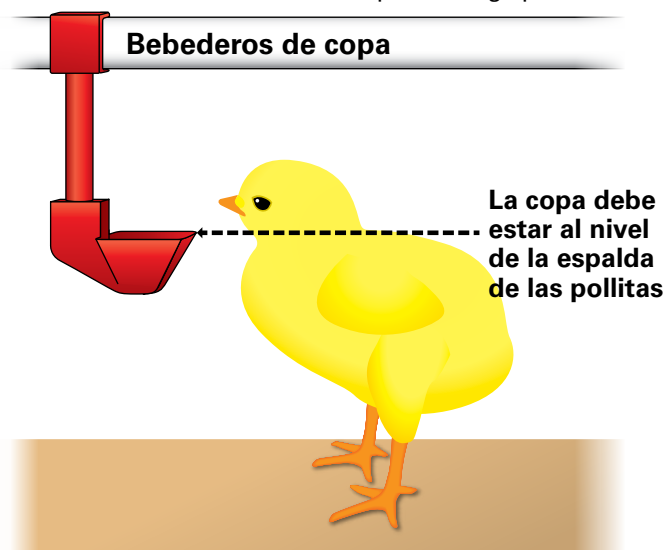 Bebederos de copa
La copa debe
estar al nivel
de la espalda
de las pollitas